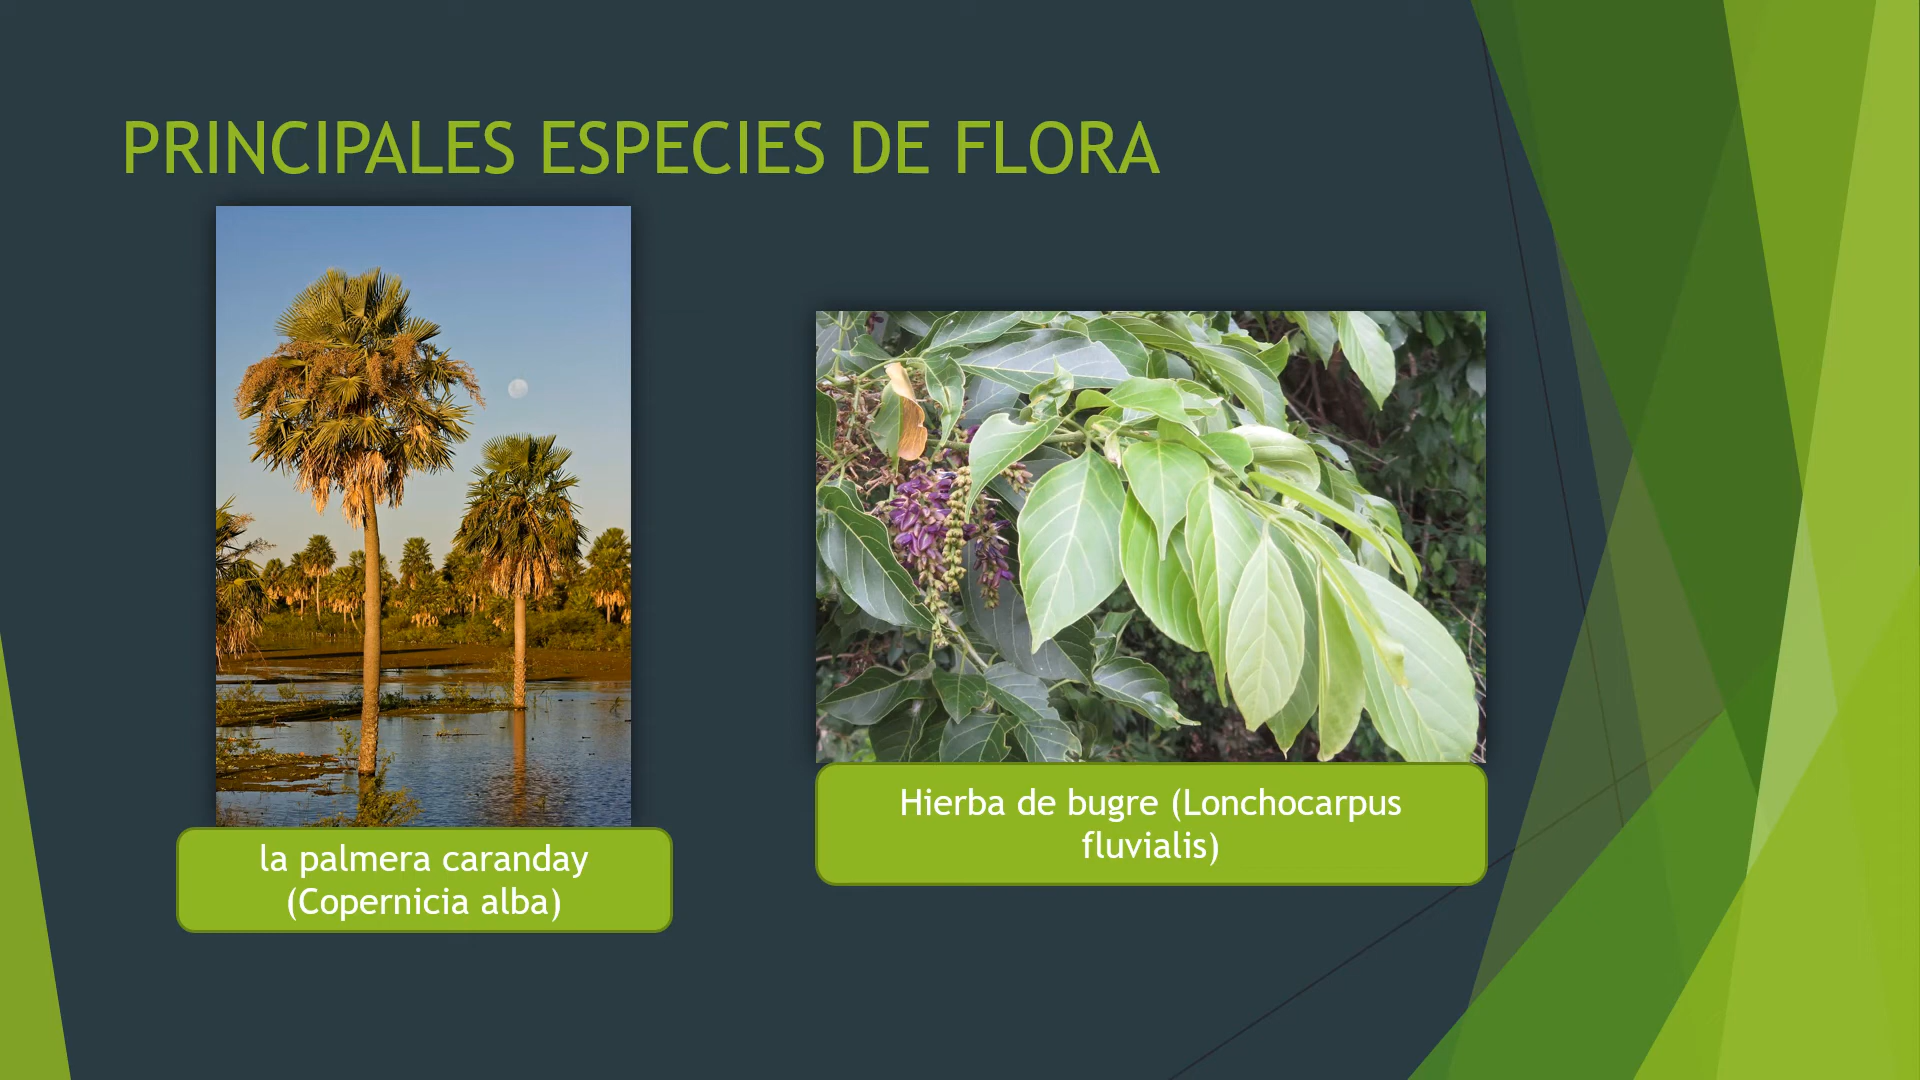 PRINCIPALES ESPECIES DE FLORA
la palmera caranday
(Copernicia alba)
Hierba de bugre (Lonchocarpus
fluvialis)